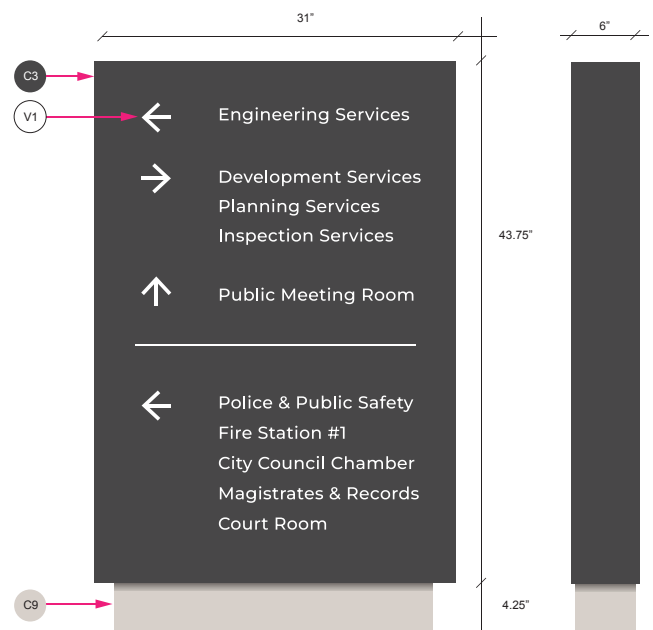 31”
6”
C3
V1
Engineering Services
Development Services
Planning Services
Inspection Services
43.75”
Public Meeting Room
Police & Public Safety
Fire Station #1
City Council Chamber
Magistrates & Records
Court Room
C9
4.25”